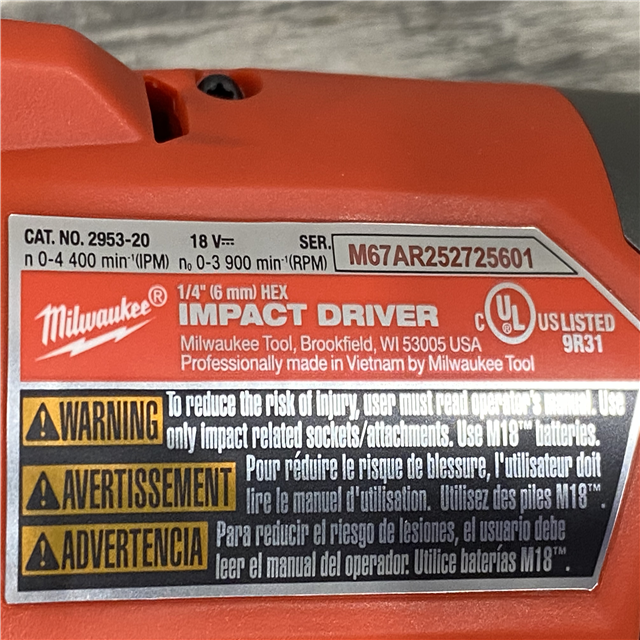 CAT. NO. 2953-20 18 V⎓ SER. M67AR252725601
n 0-4 400 min⁻¹(IPM) n₀ 0-3 900 min⁻¹(RPM)
Milwaukee®
1/4" (6 mm) HEX
IMPACT DRIVER
Milwaukee Tool, Brookfield, WI 53005 USA
Professionally made in Vietnam by Milwaukee Tool
C UL® US LISTED
9R31
WARNING To reduce the risk of injury, user must read operator's manual. Use
only impact related sockets/attachments. Use M18™ batteries.
AVERTISSEMENT Pour réduire le risque de blessure, l'utilisateur doit
lire le manuel d'utilisation. Utilisez des piles M18™.
ADVERTENCIA Para reducir el riesgo de lesiones, el usuario debe
leer el manual del operador. Utilice baterías M18™.